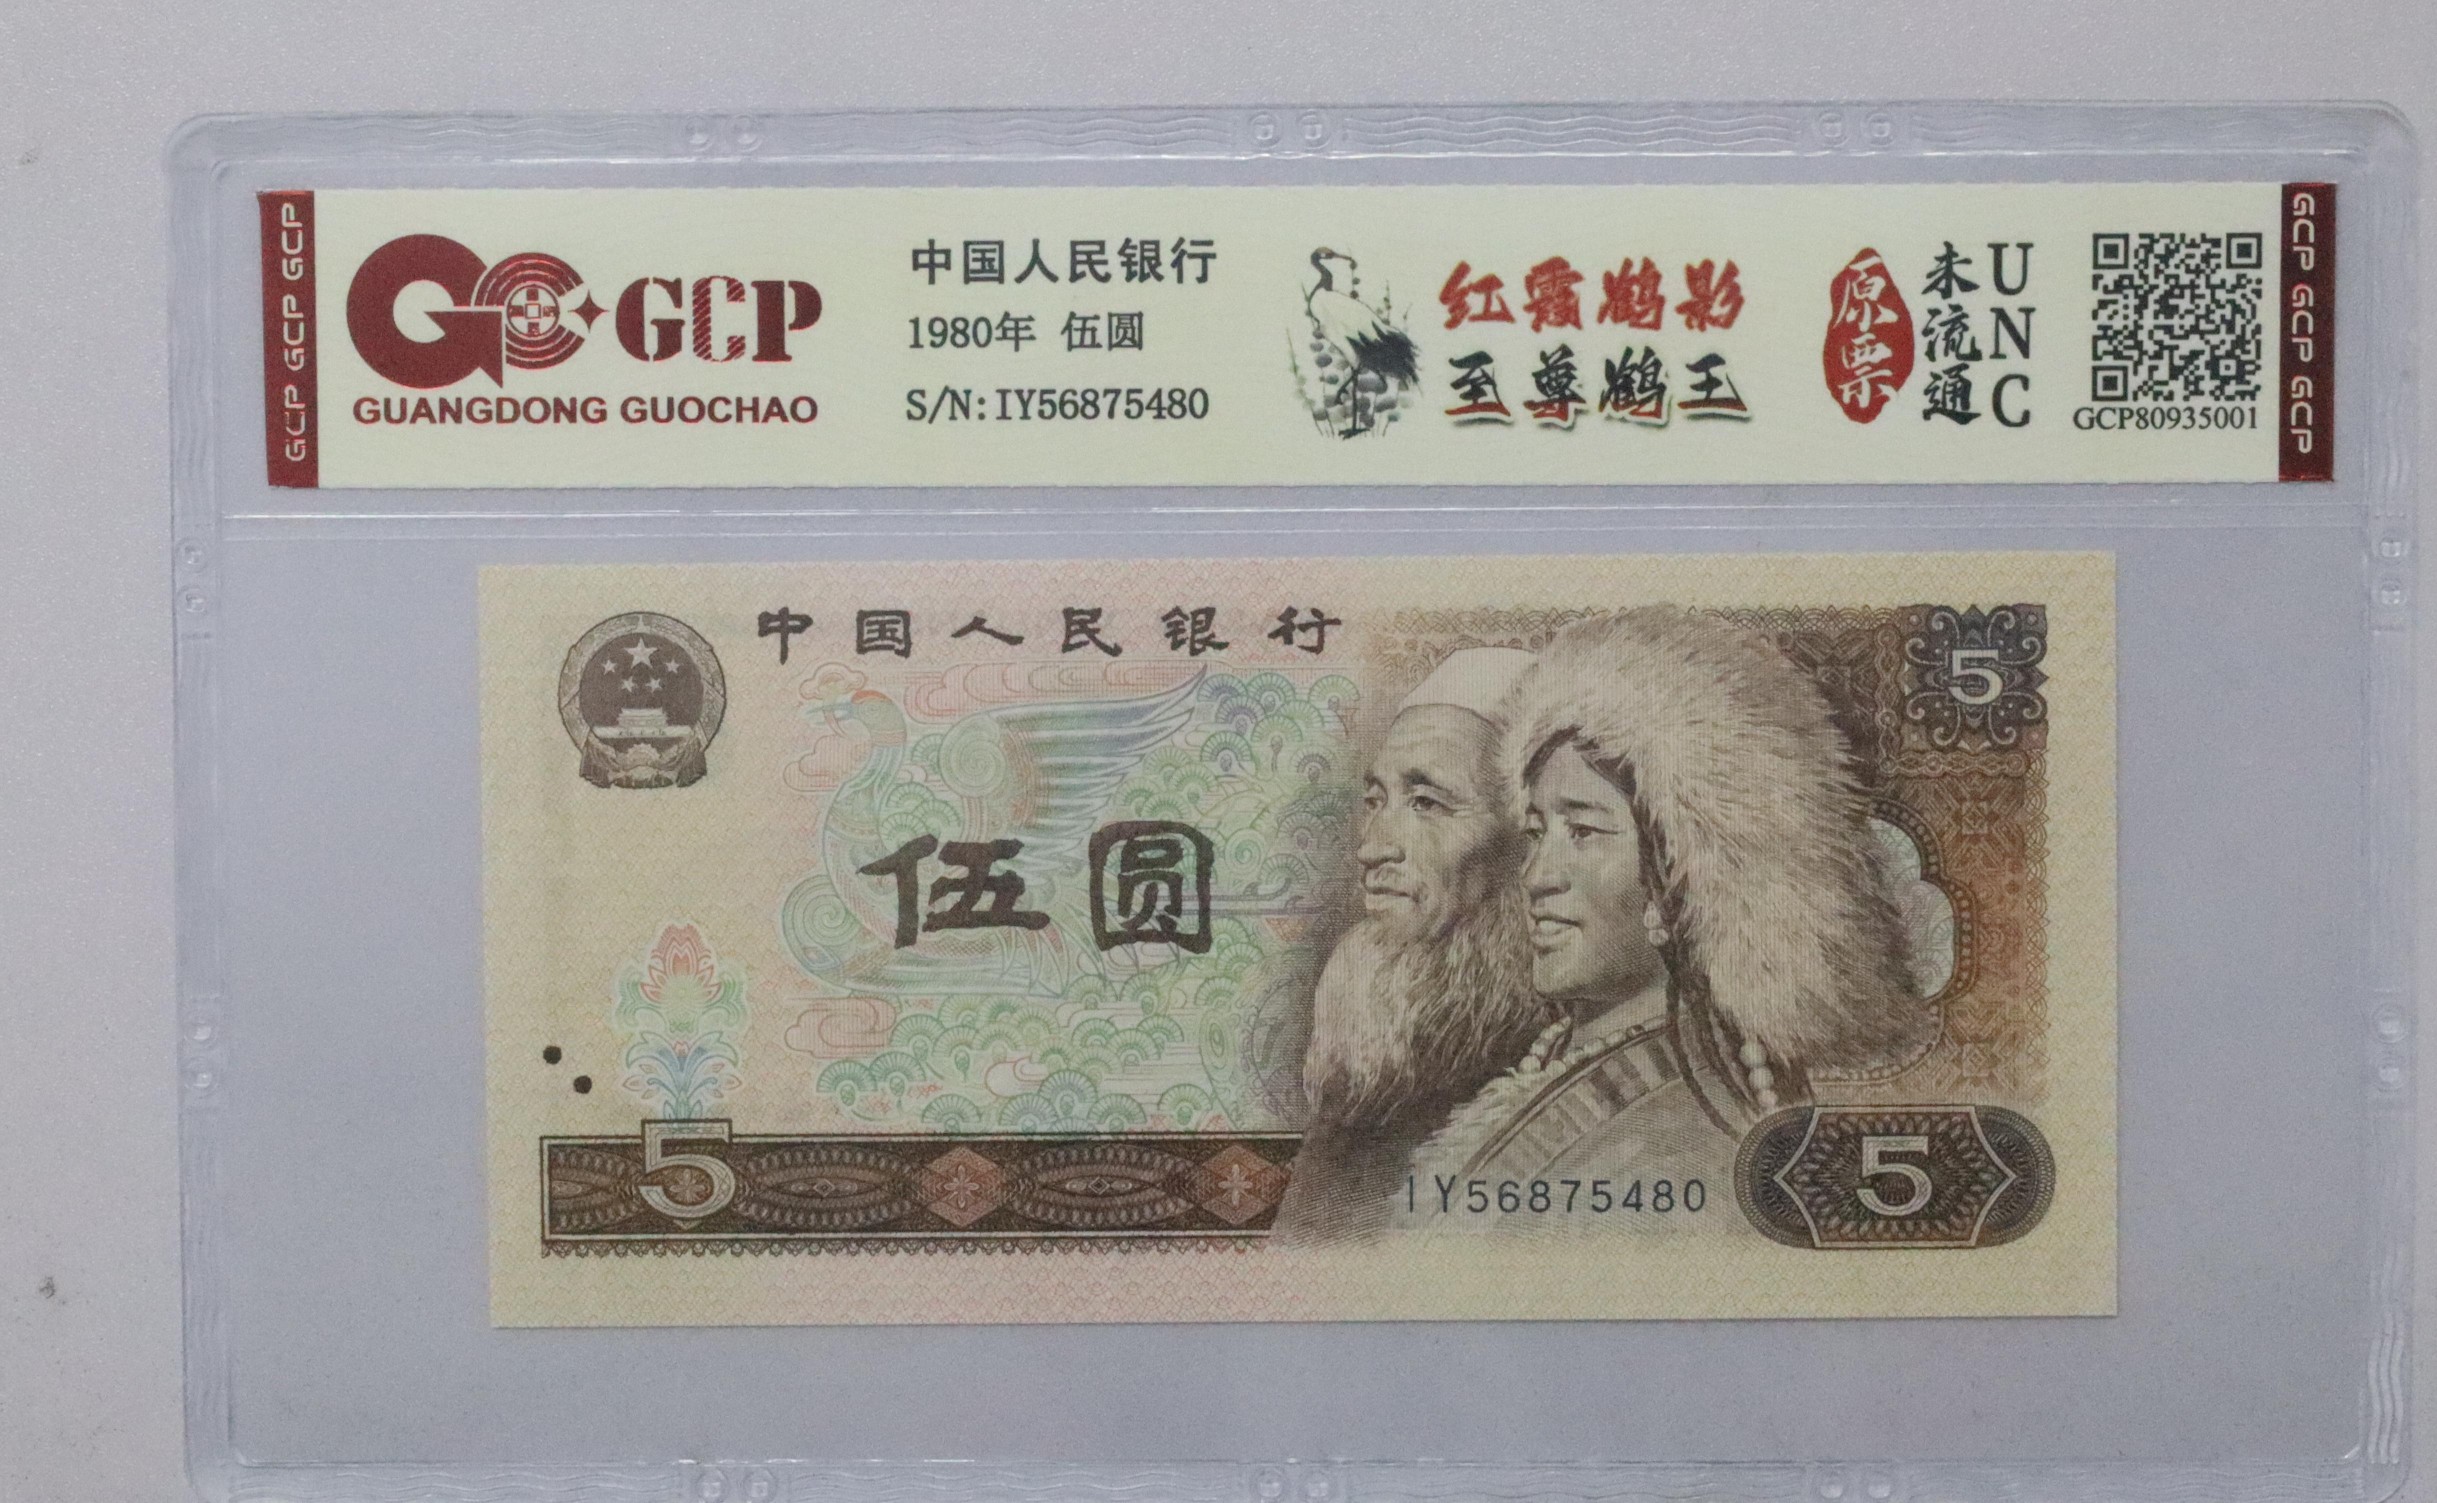 GCP GCP GCP
GCP
GUANGDONG GUOCHAO
中国人民银行
1980年 伍圆
S/N:IY56875480
红霞鹤影
至尊鹤王
原票
未流通
UNC
GCP80935001
GCP GCP GCP
中国人民银行
5
伍圆
5
IY56875480
5